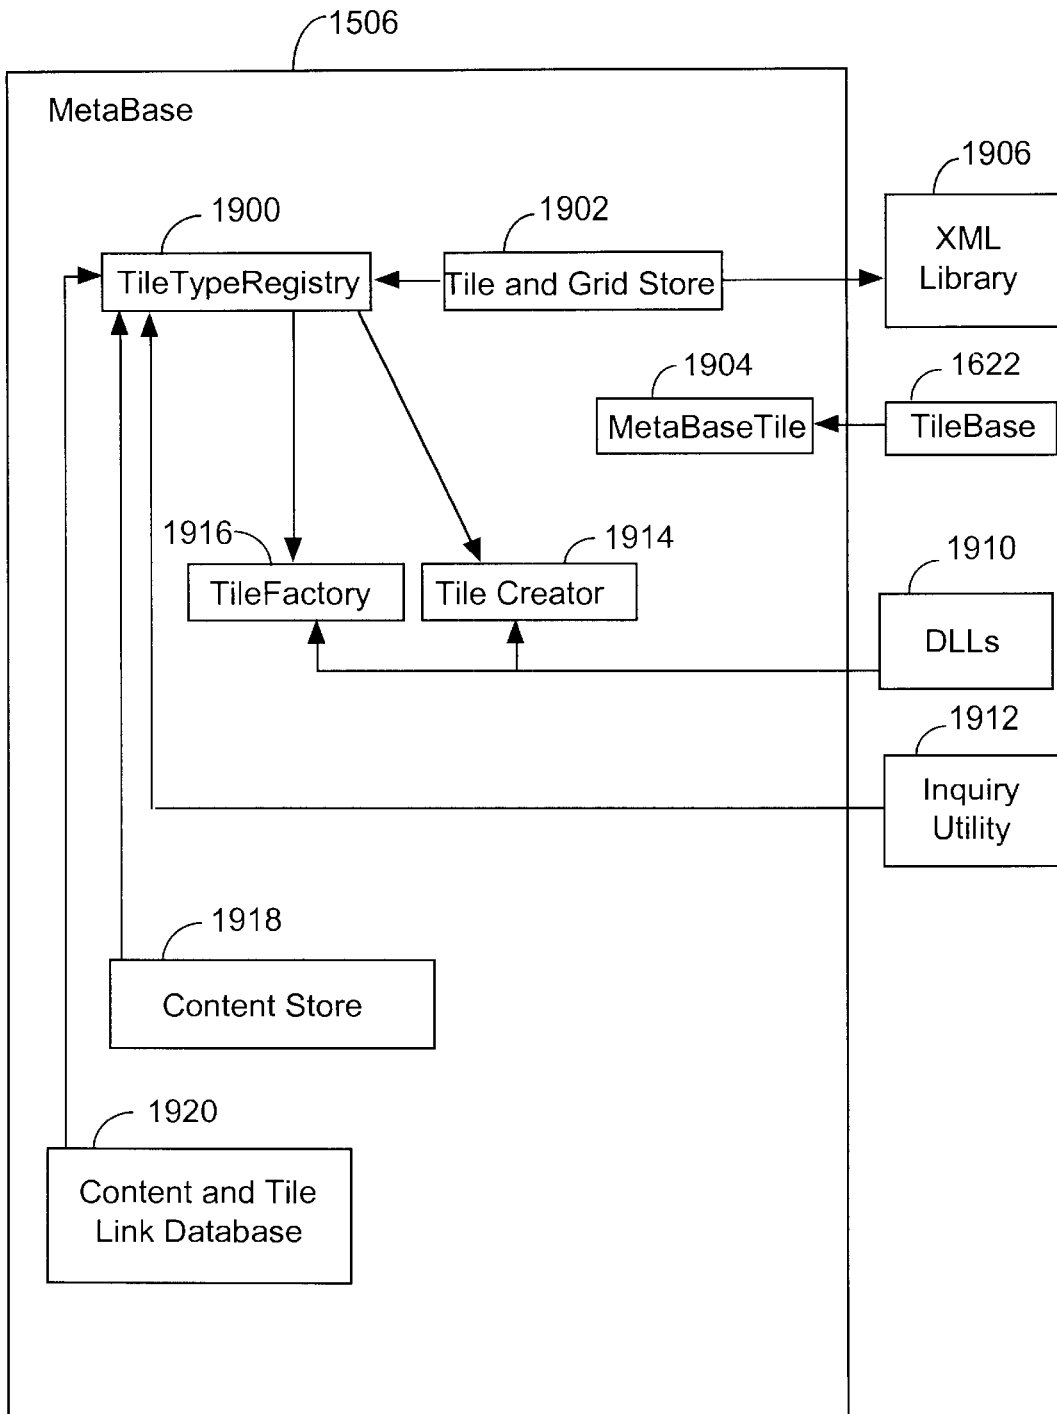 1506
MetaBase
1906
1900
1902
XML
Library
TileTypeRegistry
Tile and Grid Store
1904
1622
MetaBaseTile
TileBase
1916
1914
1910
TileFactory
Tile Creator
DLLs
1912
Inquiry
Utility
1918
Content Store
1920
Content and Tile
Link Database